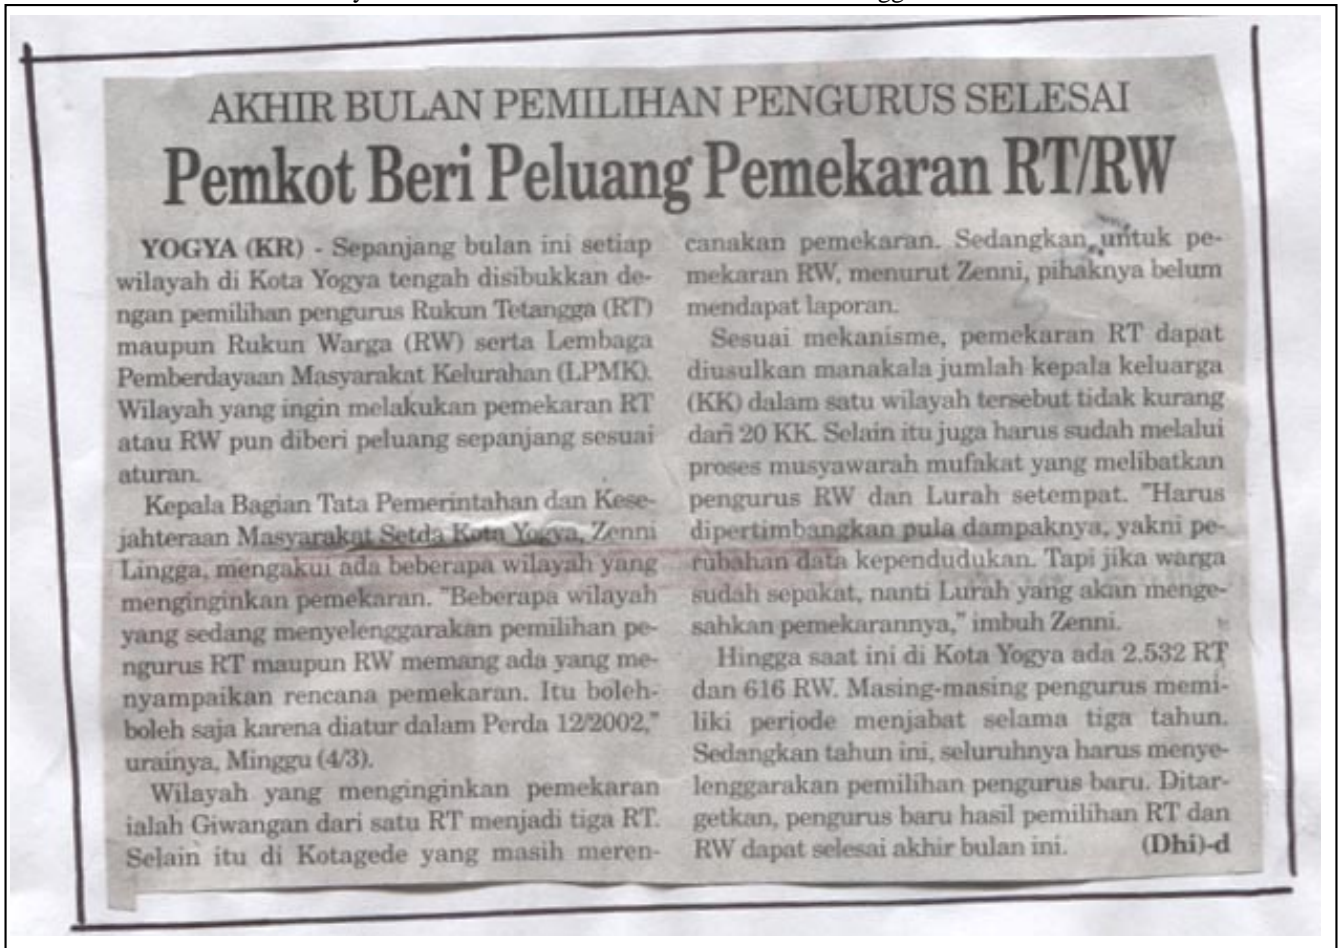 AKHIR BULAN PEMILIHAN PENGURUS SELESAI
Pemkot Beri Peluang Pemekaran RT/RW
YOGYA (KR) - Sepanjang bulan ini setiap
wilayah di Kota Yogya tengah disibukkan de-
ngan pemilihan pengurus Rukun Tetangga (RT)
maupun Rukun Warga (RW) serta Lembaga
Pemberdayaan Masyarakat Kelurahan (LPMK).
Wilayah yang ingin melakukan pemekaran RT
atau RW pun diberi peluang sepanjang sesuai
aturan.
Kepala Bagian Tata Pemerintahan dan Kese-
jahteraan Masyarakat Setda Kota Yogya, Zenni
Lingga, mengakui ada beberapa wilayah yang
menginginkan pemekaran. "Beberapa wilayah
yang sedang menyelenggarakan pemilihan pe-
ngurus RT maupun RW memang ada yang me-
nyampaikan rencana pemekaran. Itu boleh-
boleh saja karena diatur dalam Perda 12/2002,"
urainya, Minggu (4/3).
Wilayah yang menginginkan pemekaran
ialah Giwangan dari satu RT menjadi tiga RT.
Selain itu di Kotagede yang masih meren-
canakan pemekaran. Sedangkan untuk pe-
mekaran RW, menurut Zenni, pihaknya belum
mendapat laporan.
Sesuai mekanisme, pemekaran RT dapat
diusulkan manakala jumlah kepala keluarga
(KK) dalam satu wilayah tersebut tidak kurang
dari 20 KK. Selain itu juga harus sudah melalui
proses musyawarah mufakat yang melibatkan
pengurus RW dan Lurah setempat. "Harus
dipertimbangkan pula dampaknya, yakni pe-
rubahan data kependudukan. Tapi jika warga
sudah sepakat, nanti Lurah yang akan menge-
sahkan pemekarannya," imbuh Zenni.
Hingga saat ini di Kota Yogya ada 2.532 RT
dan 616 RW. Masing-masing pengurus memi-
liki periode menjabat selama tiga tahun.
Sedangkan tahun ini, seluruhnya harus menye-
lenggarakan pemilihan pengurus baru. Ditar-
getkan, pengurus baru hasil pemilihan RT dan
RW dapat selesai akhir bulan ini. (Dhi)-d